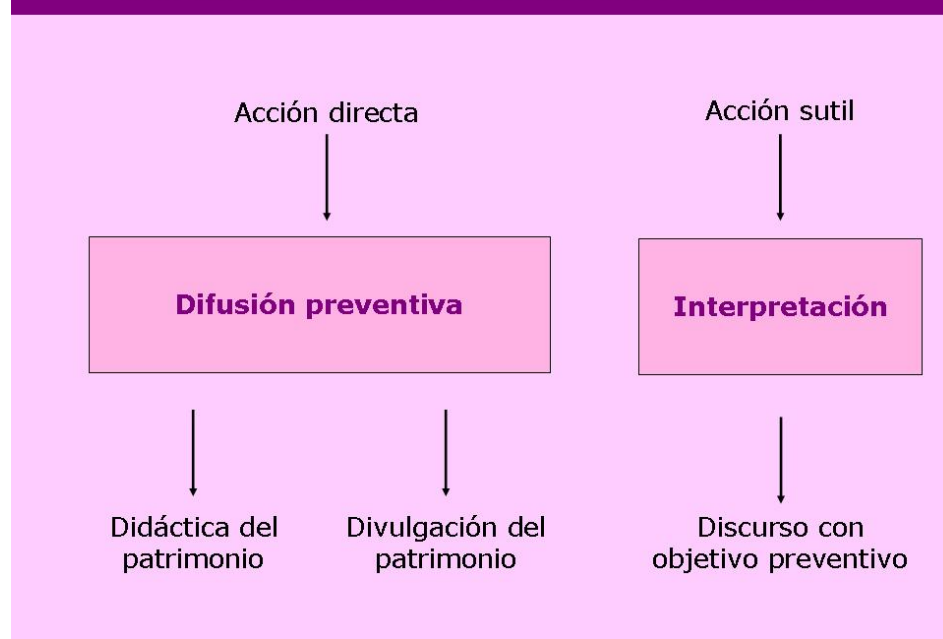 Acción directa
Acción sutil
Difusión preventiva
Interpretación
Didáctica del
patrimonio
Divulgación del
patrimonio
Discurso con
objetivo preventivo